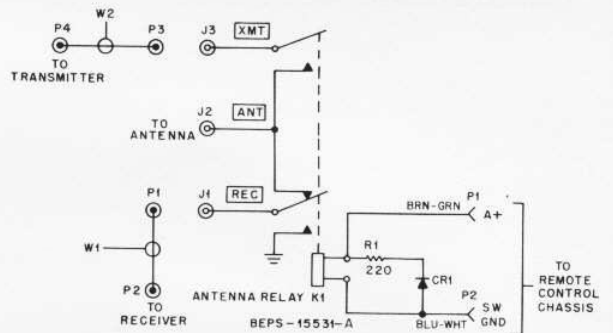 W2
P4
P3
J3
XMT
TO
TRANSMITTER
J2
ANT
TO
ANTENNA
P1
J1
REC
W1
P2
TO
RECEIVER
BRN-GRN
P1
A+
R1
220
CR1
ANTENNA RELAY K1
P2
SW
GND
BLU-WHT
TO
REMOTE
CONTROL
CHASSIS
BEPS-15531-A